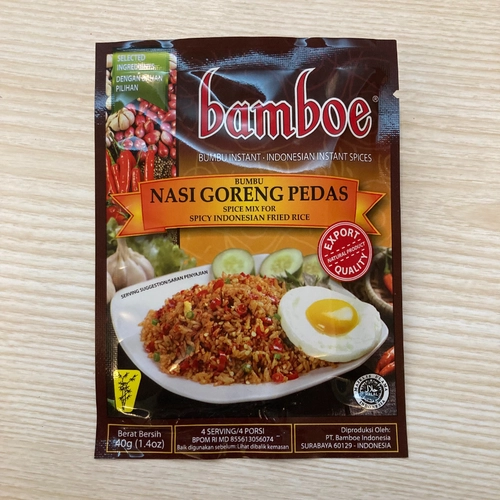 SELECTED
INGREDIENTS
DENGAN BAHAN
PILIHAN
bamboe®
BUMBU INSTANT - INDONESIAN INSTANT SPICES
BUMBU
NASI GORENG PEDAS
SPICE MIX FOR
SPICY INDONESIAN FRIED RICE
EXPORT
NATURAL PRODUCT
QUALITY
SERVING SUGGESTION/SARAN PENYAJIAN
HALAL
Berat Bersih
40g (1.4oz)
4 SERVING/4 PORSI
BPOM RI MD 855613056074
Baik digunakan sebelum: Lihat dibalik kemasan
Diproduksi Oleh:
PT. Bamboe Indonesia
SURABAYA 60129 - INDONESIA